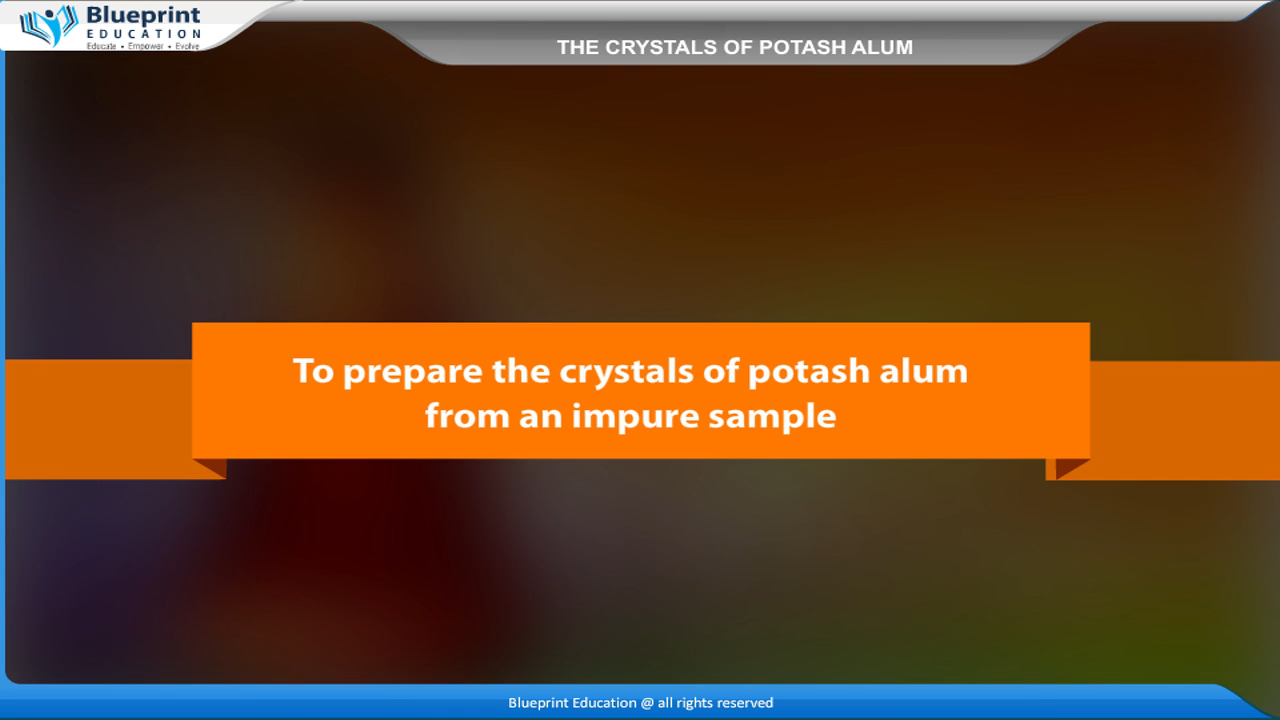 Blueprint
EDUCATION
Educate • Empower • Evolve
THE CRYSTALS OF POTASH ALUM
To prepare the crystals of potash alum
from an impure sample
Blueprint Education @ all rights reserved